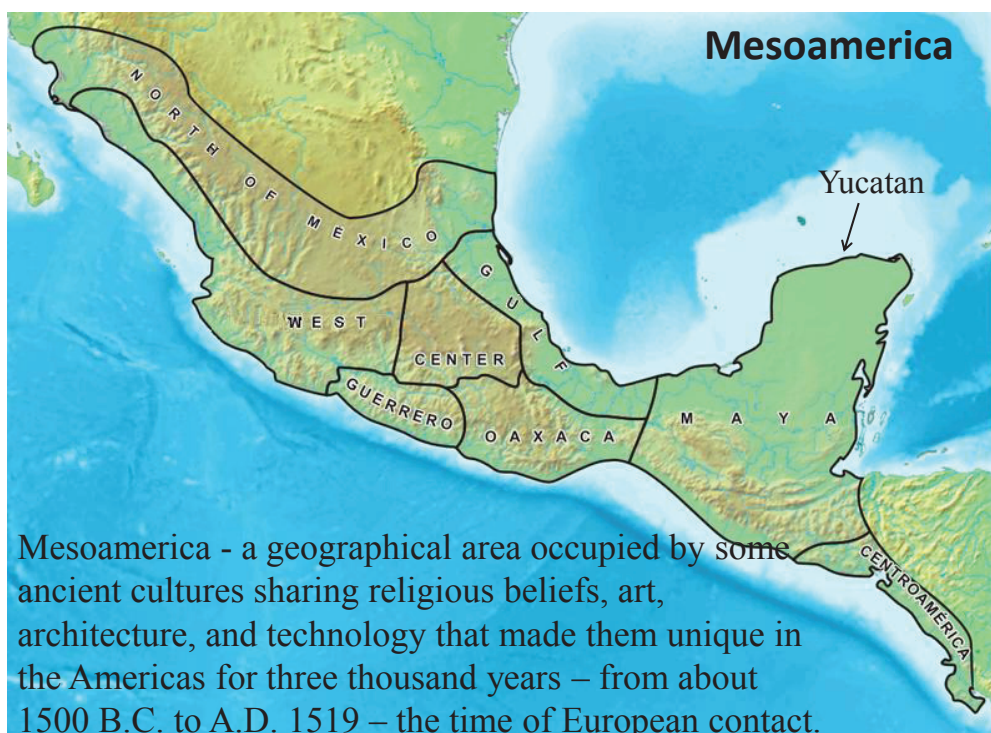 Mesoamerica
Yucatan
NORTH OF MÉXICO
GULF
WEST
CENTER
GUERRERO
OAXACA
MAYA
CENTROAMÉRICA
Mesoamerica - a geographical area occupied by some
ancient cultures sharing religious beliefs, art,
architecture, and technology that made them unique in
the Americas for three thousand years – from about
1500 B.C. to A.D. 1519 – the time of European contact.